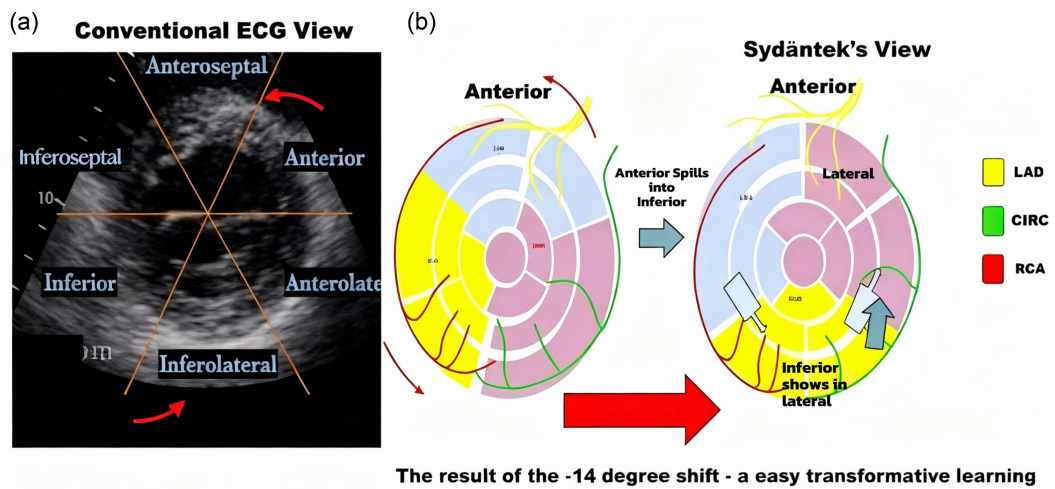 (a)
Conventional ECG View
Anteroseptal
Inferoseptal
Anterior
10
Inferior
Anterolate
Inferolateral
(b)
Sydäntek's View
Anterior
Anterior
Anterior Spills
into
Inferior
Lateral
Inferior
shows in
lateral
LAD
CIRC
RCA
The result of the -14 degree shift - a easy transformative learning